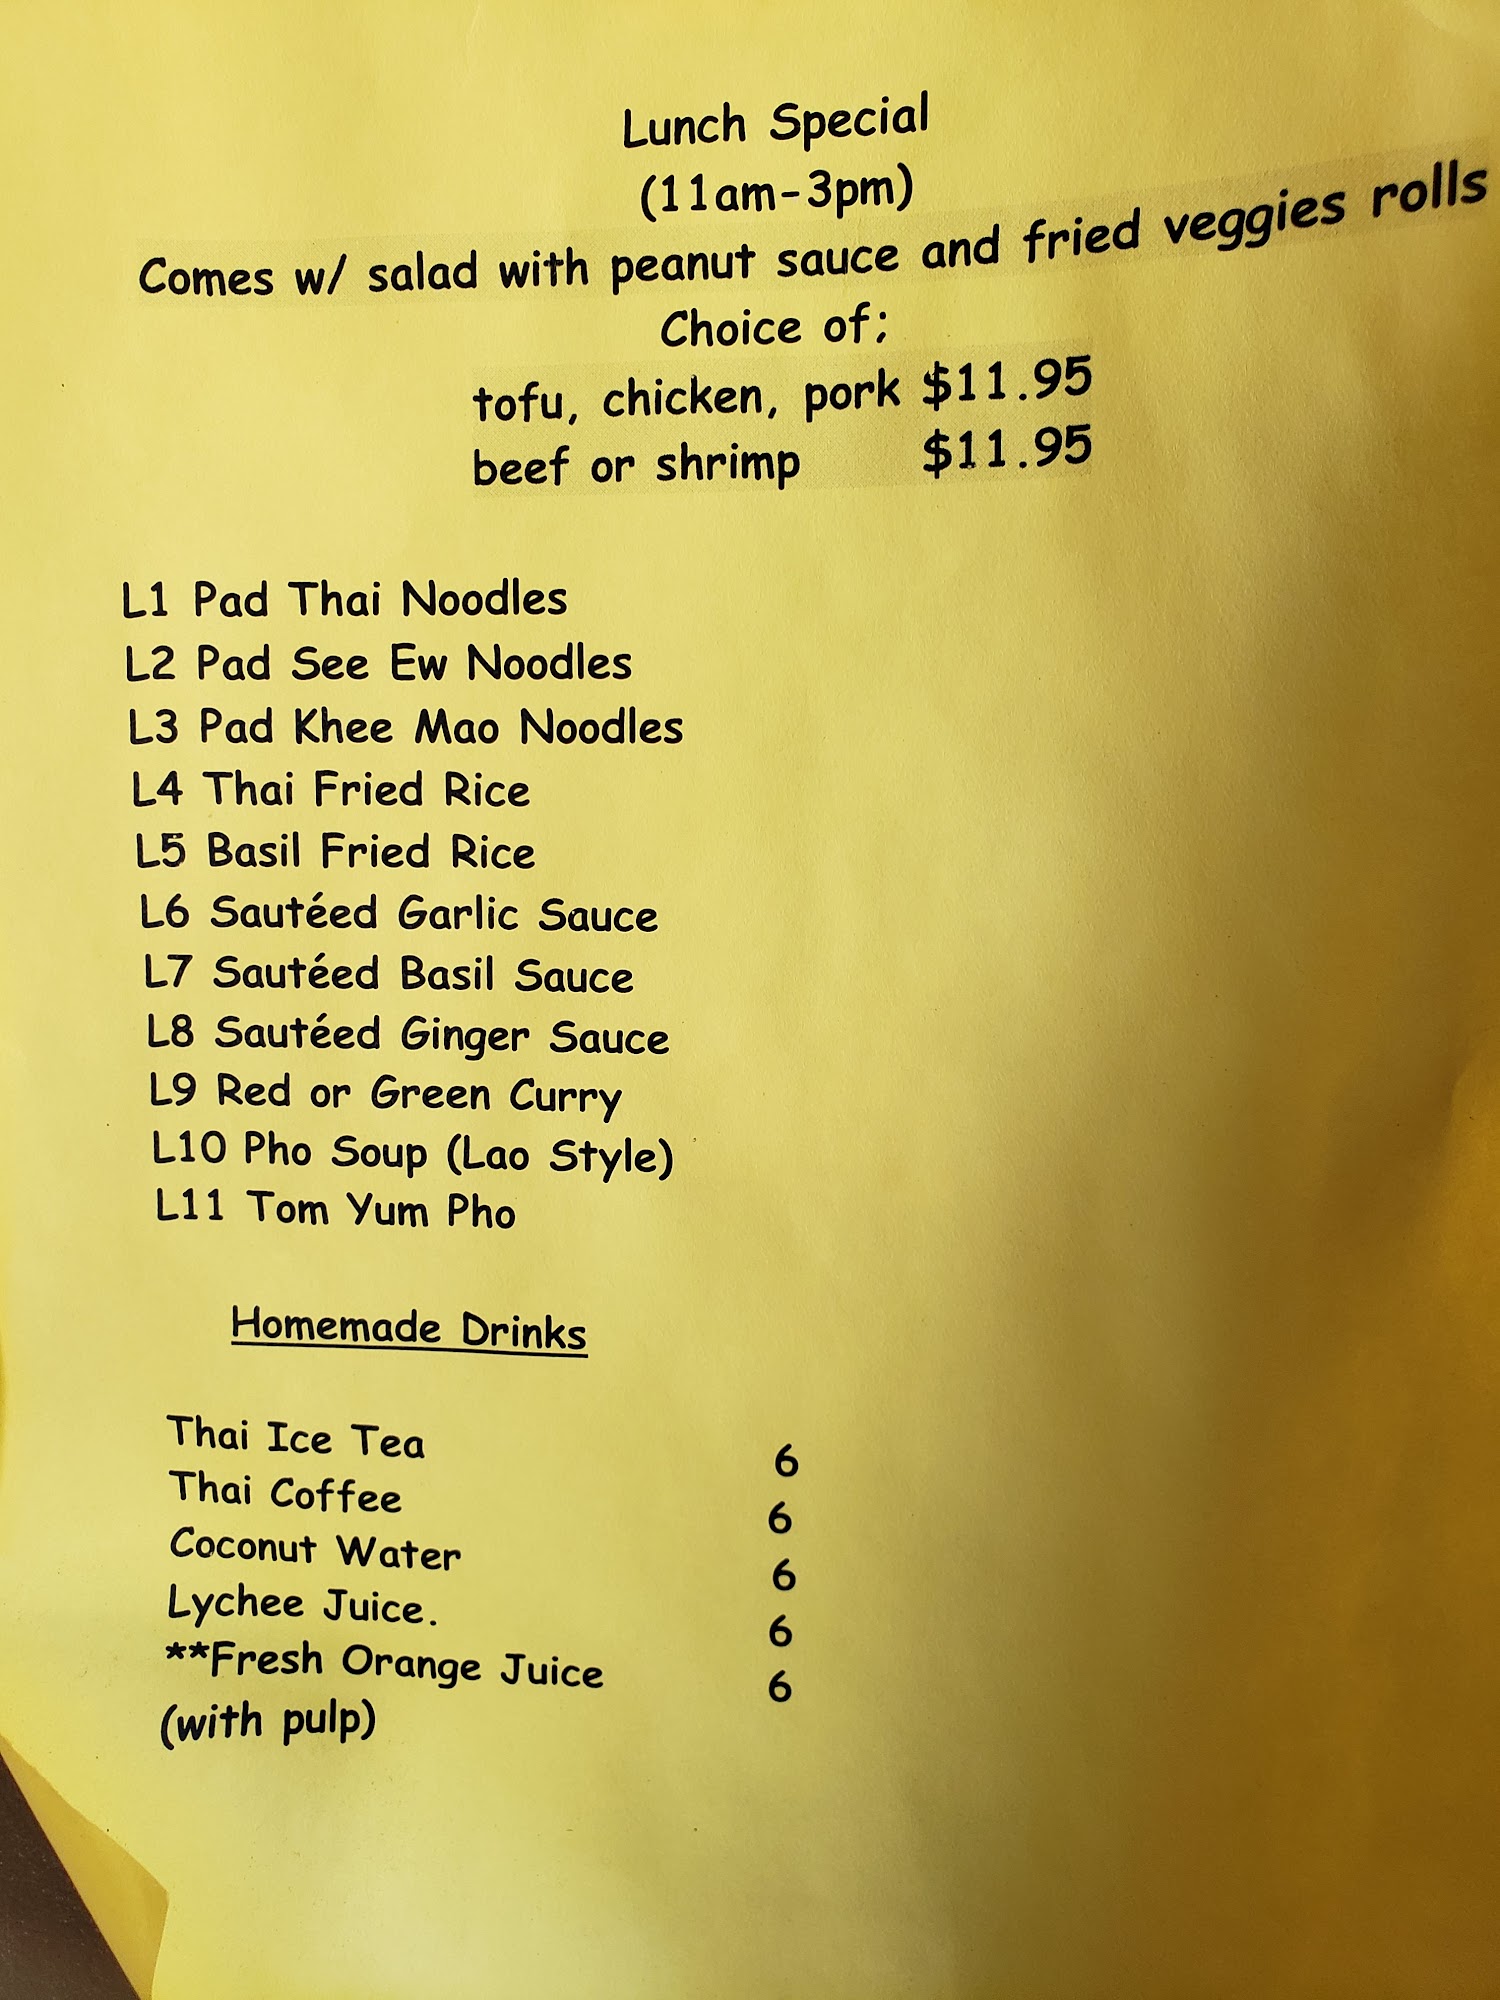 Lunch Special
(11am-3pm)
Comes w/ salad with peanut sauce and fried veggies rolls
Choice of;
tofu, chicken, pork $11.95
beef or shrimp $11.95
L1 Pad Thai Noodles
L2 Pad See Ew Noodles
L3 Pad Khee Mao Noodles
L4 Thai Fried Rice
L5 Basil Fried Rice
L6 Sautéed Garlic Sauce
L7 Sautéed Basil Sauce
L8 Sautéed Ginger Sauce
L9 Red or Green Curry
L10 Pho Soup (Lao Style)
L11 Tom Yum Pho
Homemade Drinks
Thai Ice Tea 6
Thai Coffee 6
Coconut Water 6
Lychee Juice. 6
**Fresh Orange Juice 6
(with pulp)